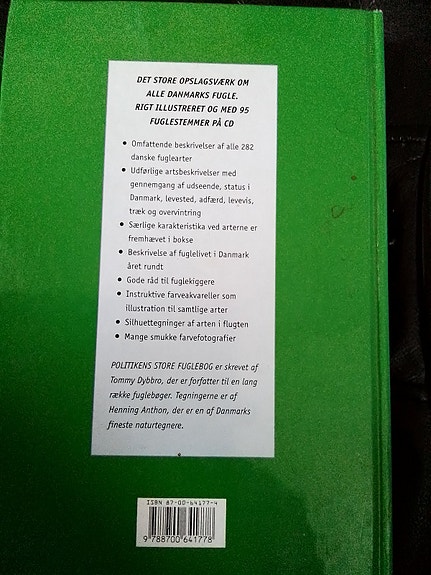 DET STORE OPSLAGSVÆRK OM
ALLE DANMARKS FUGLE.
RIGT ILLUSTRERET OG MED 95
FUGLESTEMMER PÅ CD
• Omfattende beskrivelser af alle 282
danske fuglearter
• Udførlige artsbeskrivelser med
gennemgang af udseende, status i
Danmark, levested, adfærd, levevis,
træk og overvintring
• Særlige karakteristika ved arterne er
fremhævet i bokse
• Beskrivelse af fuglelivet i Danmark
året rundt
• Gode råd til fuglekiggere
• Instruktive farveakvareller som
illustration til samtlige arter
• Silhuettegninger af arten i flugten
• Mange smukke farvefotografier
POLITIKENS STORE FUGLEBOG er skrevet af
Tommy Dybbro, der er forfatter til en lang
række fuglebøger. Tegningerne er af
Henning Anthon, der er en af Danmarks
fineste naturtegnere.
ISBN 87-00-64177-4
9 788700 641778